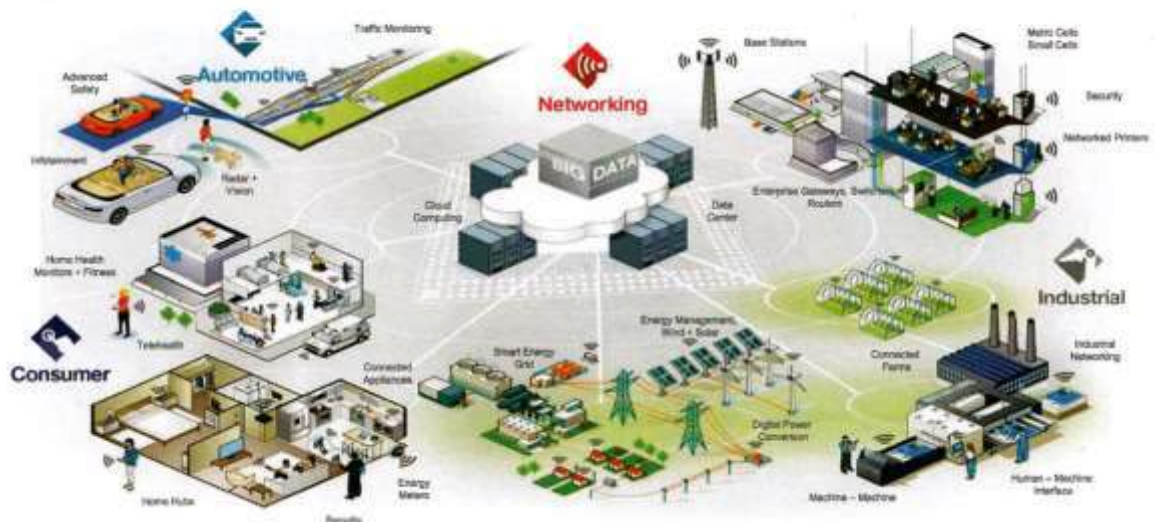 Traffic Monitoring
Automotive
Advanced
Safety
Infotainment
Radar +
Vision
Networking
Base Stations
Metric Cells
Small Cells
Security
Networked Printers
Enterprise Gateways, Switches
Routers
BIG DATA
Cloud
Computing
Data
Center
Home Health
Monitors + Fitness
Telehealth
Consumer
Connected
Appliances
Home Hubs
Energy
Meters
Security
Smart Energy
Grid
Energy Management,
Wind + Solar
Digital Power
Conversion
Industrial
Connected
Farms
Industrial
Networking
Machine – Machine
Human – Machine
Interface